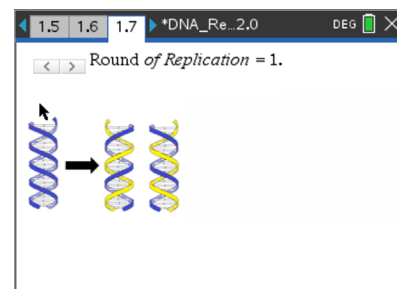 1.5 1.6 1.7 *DNA_Re...2.0 DEG
Round of Replication = 1.